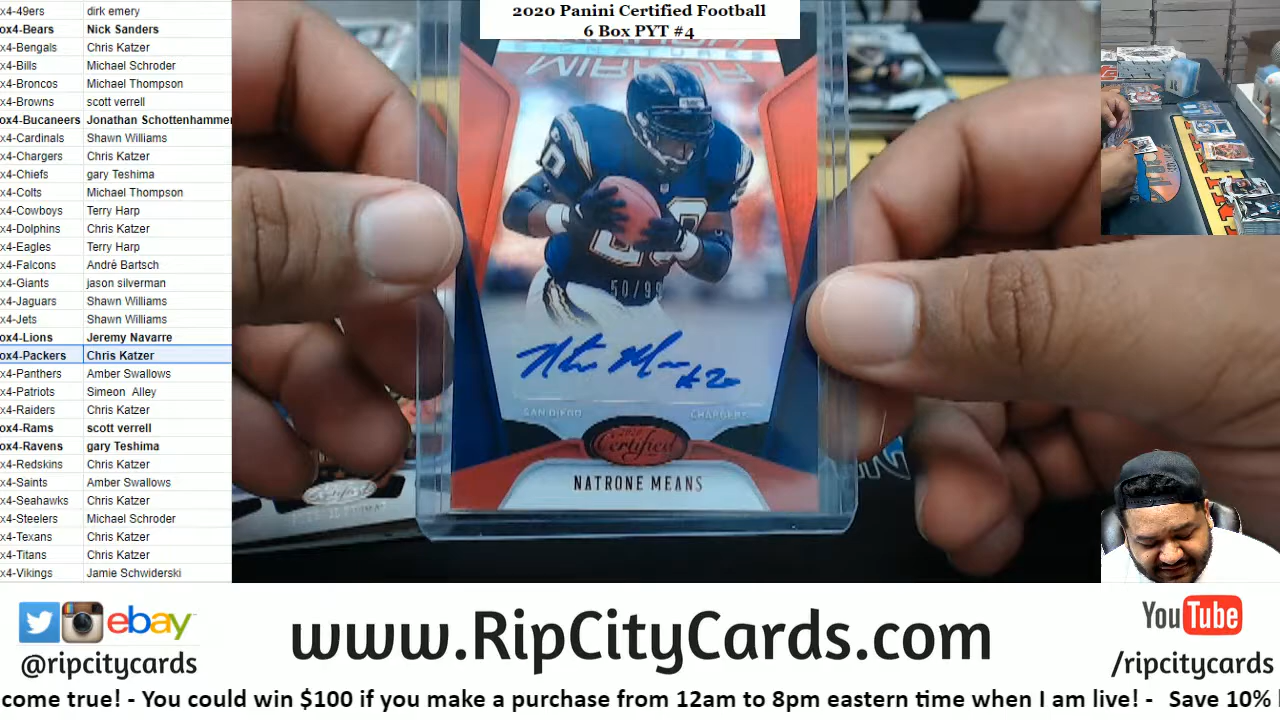 x4-49ers dirk emery
ox4-Bears Nick Sanders
x4-Bengals Chris Katzer
x4-Bills Michael Schroder
x4-Broncos Michael Thompson
x4-Browns scott verrell
ox4-Bucaneers Jonathan Schottenhammer
x4-Cardinals Shawn Williams
x4-Chargers Chris Katzer
x4-Chiefs gary Teshima
x4-Colts Michael Thompson
x4-Cowboys Terry Harp
x4-Dolphins Chris Katzer
x4-Eagles Terry Harp
x4-Falcons André Bartsch
x4-Giants jason silverman
x4-Jaguars Shawn Williams
x4-Jets Shawn Williams
ox4-Lions Jeremy Navarre
ox4-Packers Chris Katzer
x4-Panthers Amber Swallows
x4-Patriots Simeon Alley
x4-Raiders Chris Katzer
ox4-Rams scott verrell
ox4-Ravens gary Teshima
x4-Redskins Chris Katzer
x4-Saints Amber Swallows
x4-Seahawks Chris Katzer
x4-Steelers Michael Schroder
x4-Texans Chris Katzer
x4-Titans Chris Katzer
x4-Vikings Jamie Schwiderski
2020 Panini Certified Football
6 Box PYT #4
SIGNATURES
MIRROR
20
50/99
#20
SAN DIEGO CHARGERS
2020
Certified
NATRONE MEANS
ebay
@ripcitycards
www.RipCityCards.com
YouTube
/ripcitycards
come true! - You could win $100 if you make a purchase from 12am to 8pm eastern time when I am live! - Save 10%